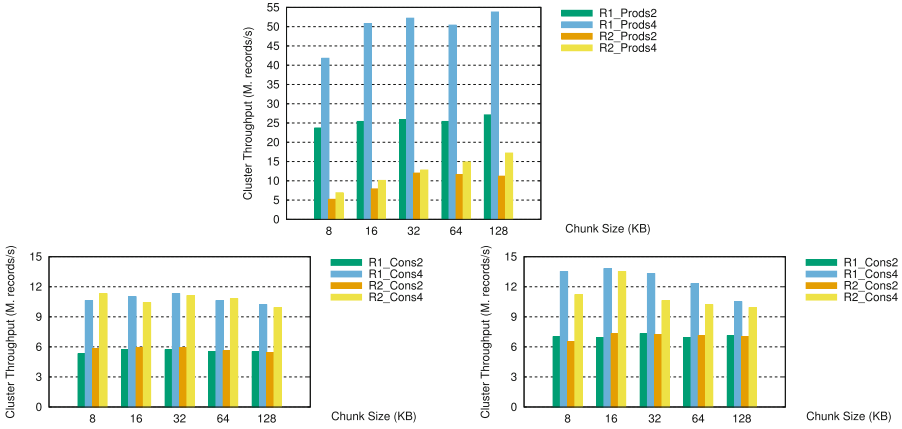 Cluster Throughput (M. records/s)
55
50
45
40
35
30
25
20
15
10
5
0
8 16 32 64 128
Chunk Size (KB)
R1_Prods2
R1_Prods4
R2_Prods2
R2_Prods4
Cluster Throughput (M. records/s)
15
12
9
6
3
0
8 16 32 64 128
Chunk Size (KB)
R1_Cons2
R1_Cons4
R2_Cons2
R2_Cons4
Cluster Throughput (M. records/s)
15
12
9
6
3
0
8 16 32 64 128
Chunk Size (KB)
R1_Cons2
R1_Cons4
R2_Cons2
R2_Cons4